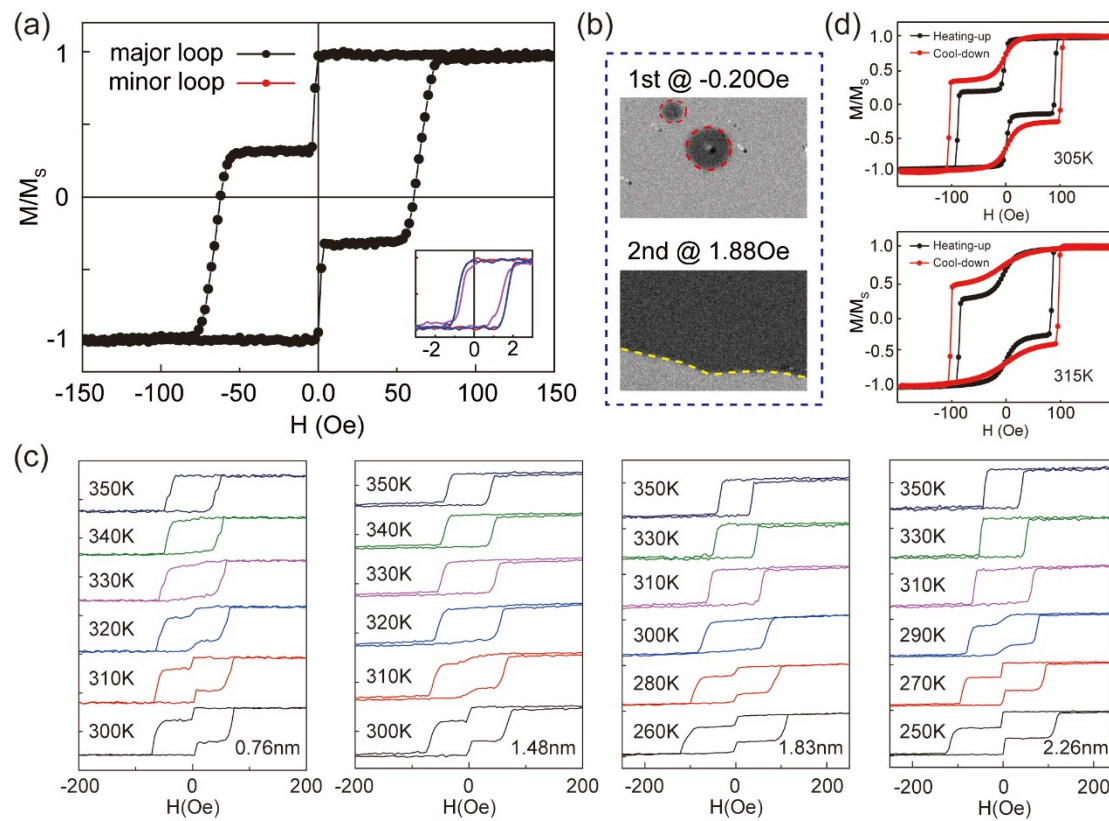 (a)
major loop
minor loop
M/Ms
1
0
-1
-150
-100
-50
0.0
50
100
150
H (Oe)
-2
0
2
(b)
1st @ -0.20Oe
2nd @ 1.88Oe
(d)
Heating-up
Cool-down
M/Ms
1.0
0.5
0.0
-0.5
-1.0
305K
-100
0
100
H (Oe)
Heating-up
Cool-down
M/Ms
1.0
0.5
0.0
-0.5
-1.0
315K
-100
0
100
H (Oe)
(c)
350K
340K
330K
320K
310K
300K
0.76nm
-200
0
200
H(Oe)
350K
340K
330K
320K
310K
300K
1.48nm
-200
0
200
H(Oe)
350K
330K
310K
300K
280K
260K
1.83nm
-200
0
200
H(Oe)
350K
330K
310K
290K
270K
250K
2.26nm
-200
0
200
H(Oe)